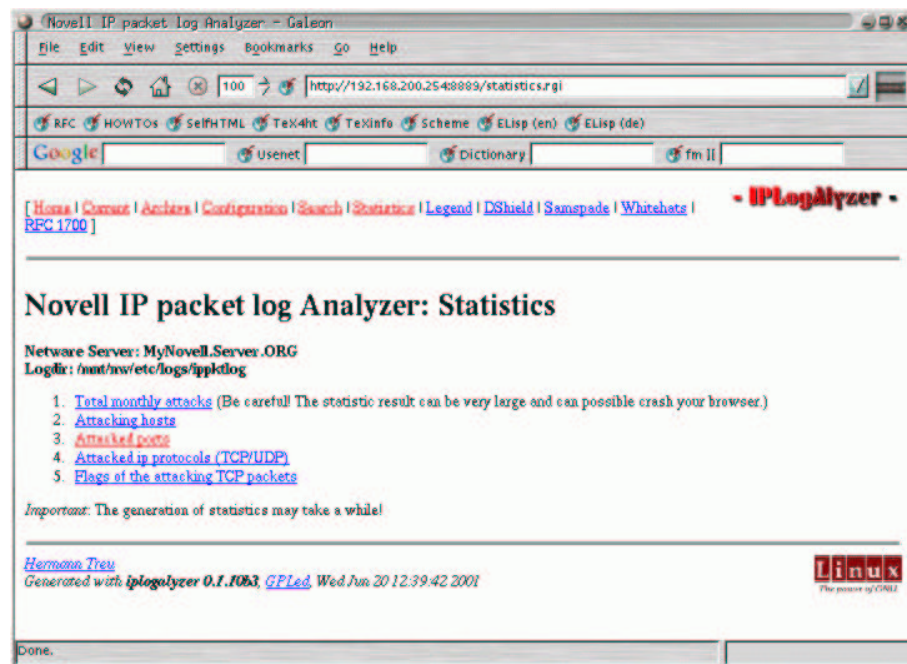 Novell IP packet log Analyzer - Galeon
File Edit View Settings Bookmarks Go Help
100 http://192.168.200.254:8889/statistics.rgi
RFC HOWTOs SelfHTML TeX4ht TeXinfo Scheme ELisp (en) ELisp (de)
Google Usenet Dictionary fm II
- IPLogAlyzer -
[ Home | Current | Archive | Configuration | Search | Statistics | Legend | DShield | Samspade | Whitehats |
RFC 1700 ]
Novell IP packet log Analyzer: Statistics
Netware Server: MyNovell.Server.ORG
Logdir: /mnt/nw/etc/logs/ippktlog
1. Total monthly attacks (Be careful! The statistic result can be very large and can possible crash your browser.)
2. Attacking hosts
3. Attacked ports
4. Attacked ip protocols (TCP/UDP)
5. Flags of the attacking TCP packets
Important: The generation of statistics may take a while!
Hermann Treu
Generated with iplogalyzer 0.1.10b3, GPLed, Wed Jun 20 12:39:42 2001
Linux
The power of GNU.
Done.